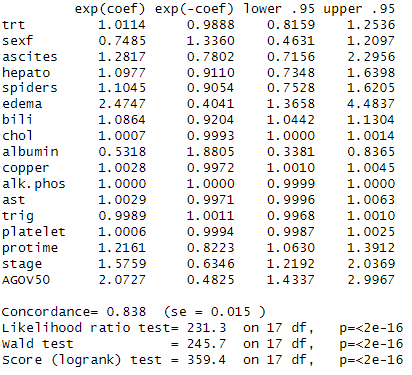 exp(coef) exp(-coef) lower .95 upper .95
trt 1.0114 0.9888 0.8159 1.2536
sexf 0.7485 1.3360 0.4631 1.2097
ascites 1.2817 0.7802 0.7156 2.2956
hepato 1.0977 0.9110 0.7348 1.6398
spiders 1.1045 0.9054 0.7528 1.6205
edema 2.4747 0.4041 1.3658 4.4837
bili 1.0864 0.9204 1.0442 1.1304
chol 1.0007 0.9993 1.0000 1.0014
albumin 0.5318 1.8805 0.3381 0.8365
copper 1.0028 0.9972 1.0010 1.0045
alk.phos 1.0000 1.0000 0.9999 1.0000
ast 1.0029 0.9971 0.9996 1.0063
trig 0.9989 1.0011 0.9968 1.0010
platelet 1.0006 0.9994 0.9987 1.0025
protime 1.2161 0.8223 1.0630 1.3912
stage 1.5759 0.6346 1.2192 2.0369
AGOV50 2.0727 0.4825 1.4337 2.9967
Concordance= 0.838 (se = 0.015 )
Likelihood ratio test= 231.3 on 17 df, p=<2e-16
Wald test = 245.7 on 17 df, p=<2e-16
Score (logrank) test = 359.4 on 17 df, p=<2e-16